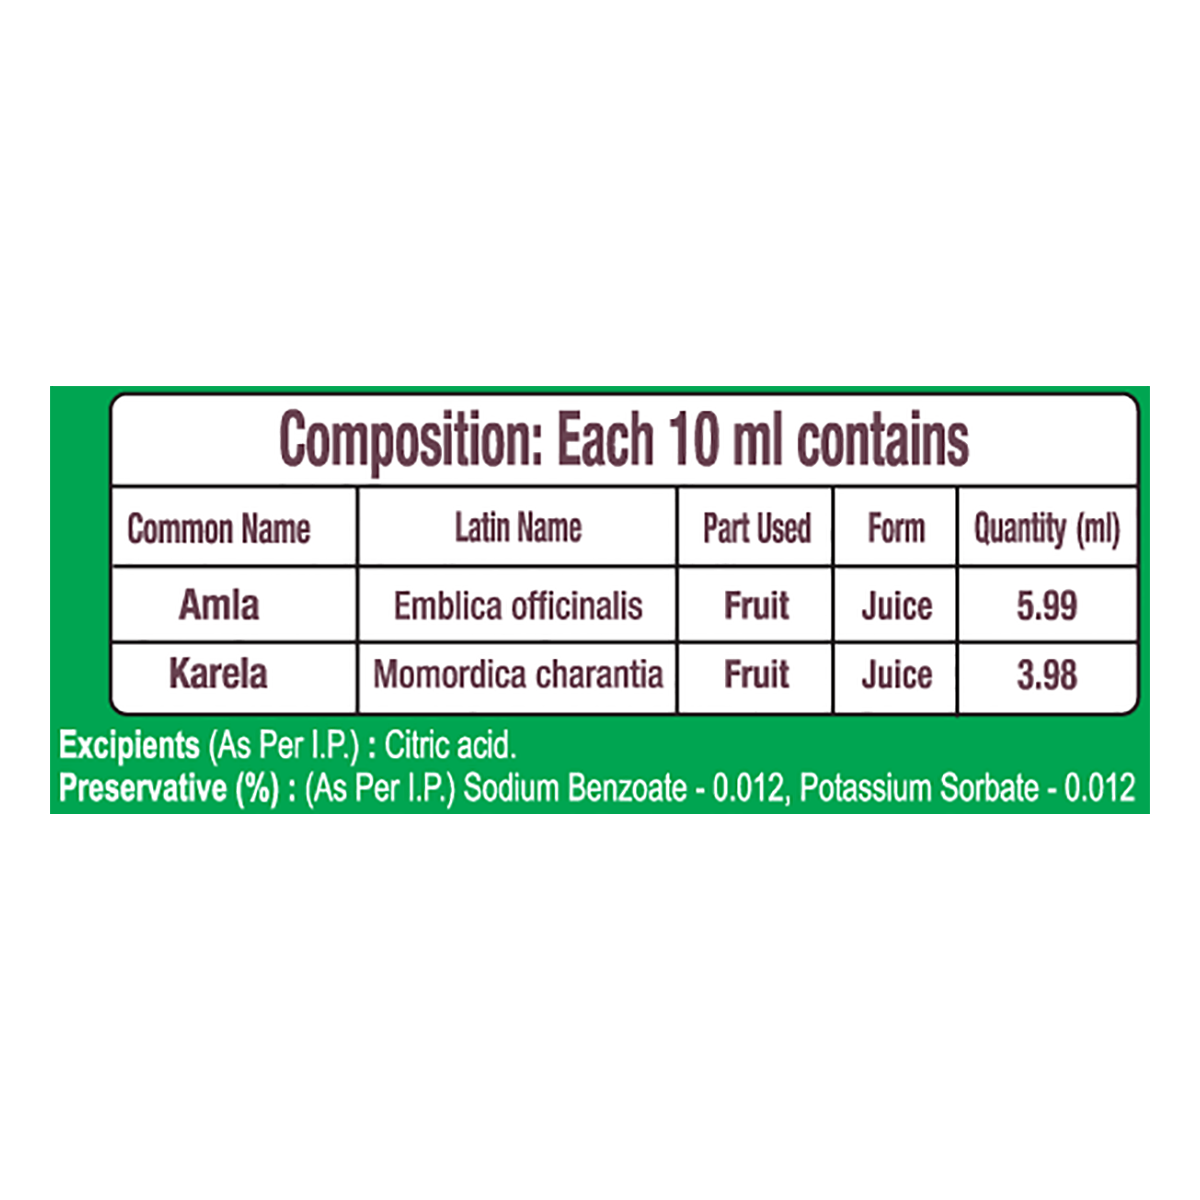 Composition: Each 10 ml contains
Common Name Latin Name Part Used Form Quantity (ml)
Amla Emblica officinalis Fruit Juice 5.99
Karela Momordica charantia Fruit Juice 3.98
Excipients (As Per I.P.) : Citric acid.
Preservative (%) : (As Per I.P.) Sodium Benzoate - 0.012, Potassium Sorbate - 0.012